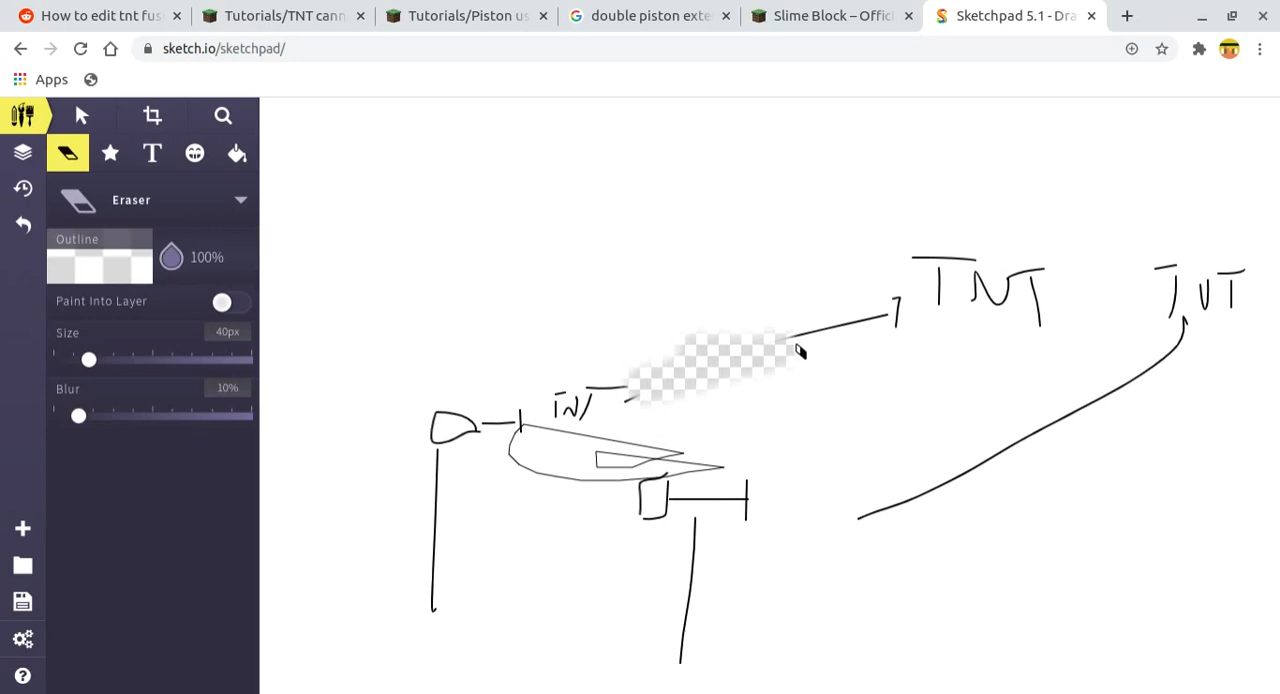 How to edit tnt fus
Tutorials/TNT cann
Tutorials/Piston us
double piston exte
Slime Block – Offici
Sketchpad 5.1 - Dra
sketch.io/sketchpad/
Apps
T
Eraser
Outline
100%
Paint Into Layer
Size
40px
Blur
10%
TNT